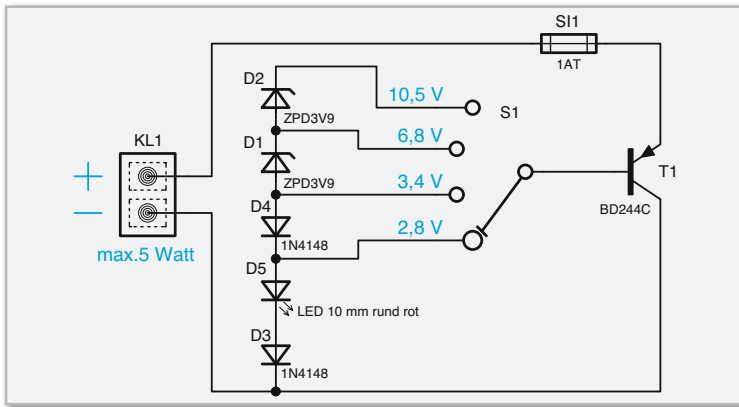 SI1
1AT
D2
10,5 V
S1
ZPD3V9
6,8 V
D1
KL1
T1
ZPD3V9
3,4 V
+
D4
BD244C
−
2,8 V
1N4148
max.5 Watt
D5
LED 10 mm rund rot
D3
1N4148